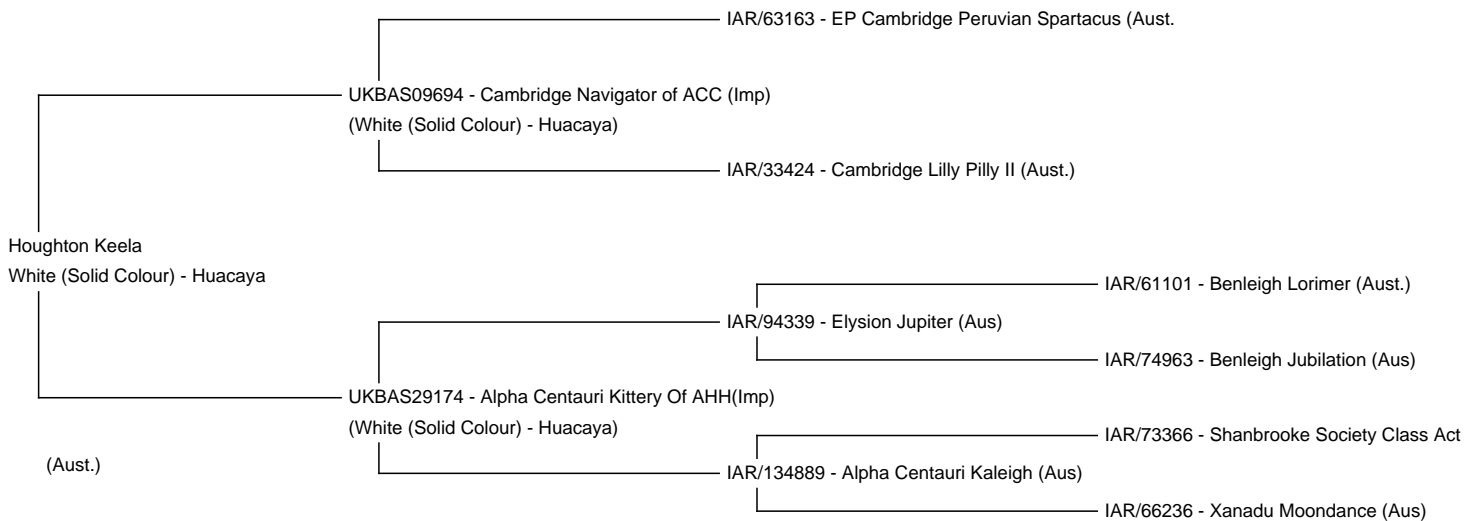 IAR/63163 - EP Cambridge Peruvian Spartacus (Aust.
UKBAS09694 - Cambridge Navigator of ACC (Imp)
(White (Solid Colour) - Huacaya)
IAR/33424 - Cambridge Lilly Pilly II (Aust.)
Houghton Keela
White (Solid Colour) - Huacaya
IAR/61101 - Benleigh Lorimer (Aust.)
IAR/94339 - Elysion Jupiter (Aus)
IAR/74963 - Benleigh Jubilation (Aus)
UKBAS29174 - Alpha Centauri Kittery Of AHH(Imp)
(White (Solid Colour) - Huacaya)
IAR/73366 - Shanbrooke Society Class Act
(Aust.)
IAR/134889 - Alpha Centauri Kaleigh (Aus)
IAR/66236 - Xanadu Moondance (Aus)